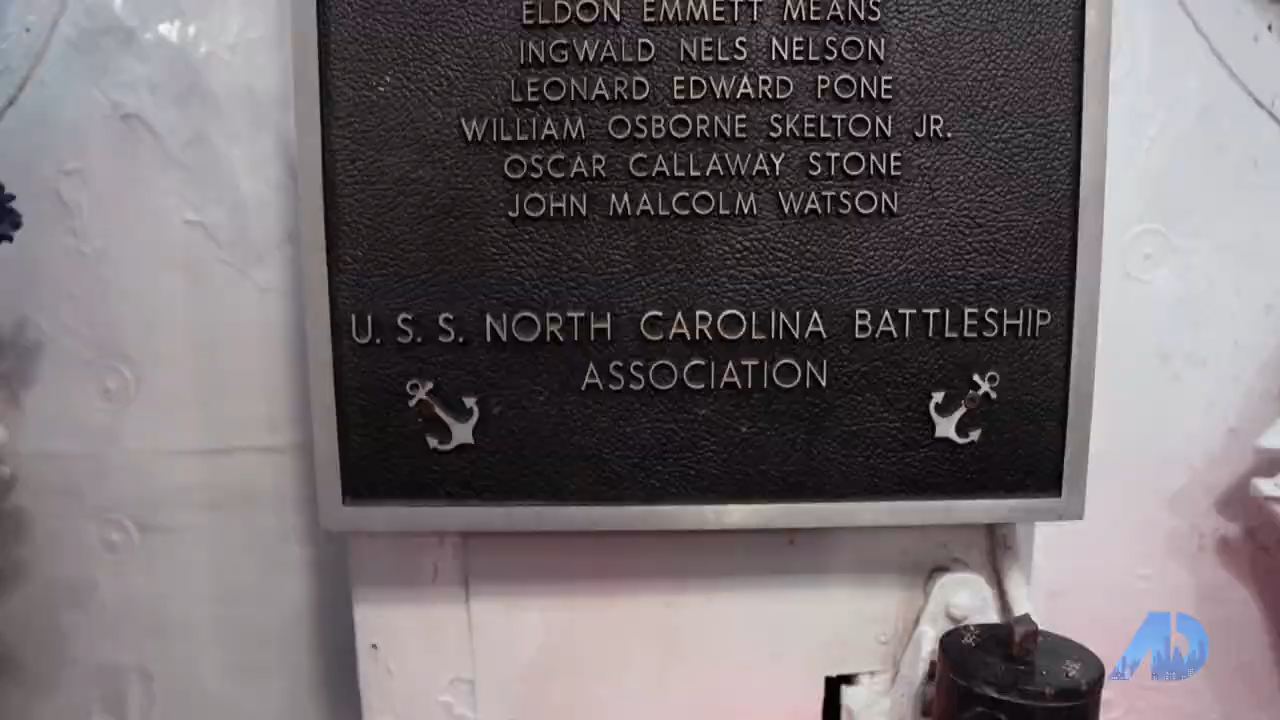 ELDON EMMETT MEANS
INGWALD NELS NELSON
LEONARD EDWARD PONE
WILLIAM OSBORNE SKELTON JR.
OSCAR CALLAWAY STONE
JOHN MALCOLM WATSON
U. S. S. NORTH CAROLINA BATTLESHIP
ASSOCIATION
AD